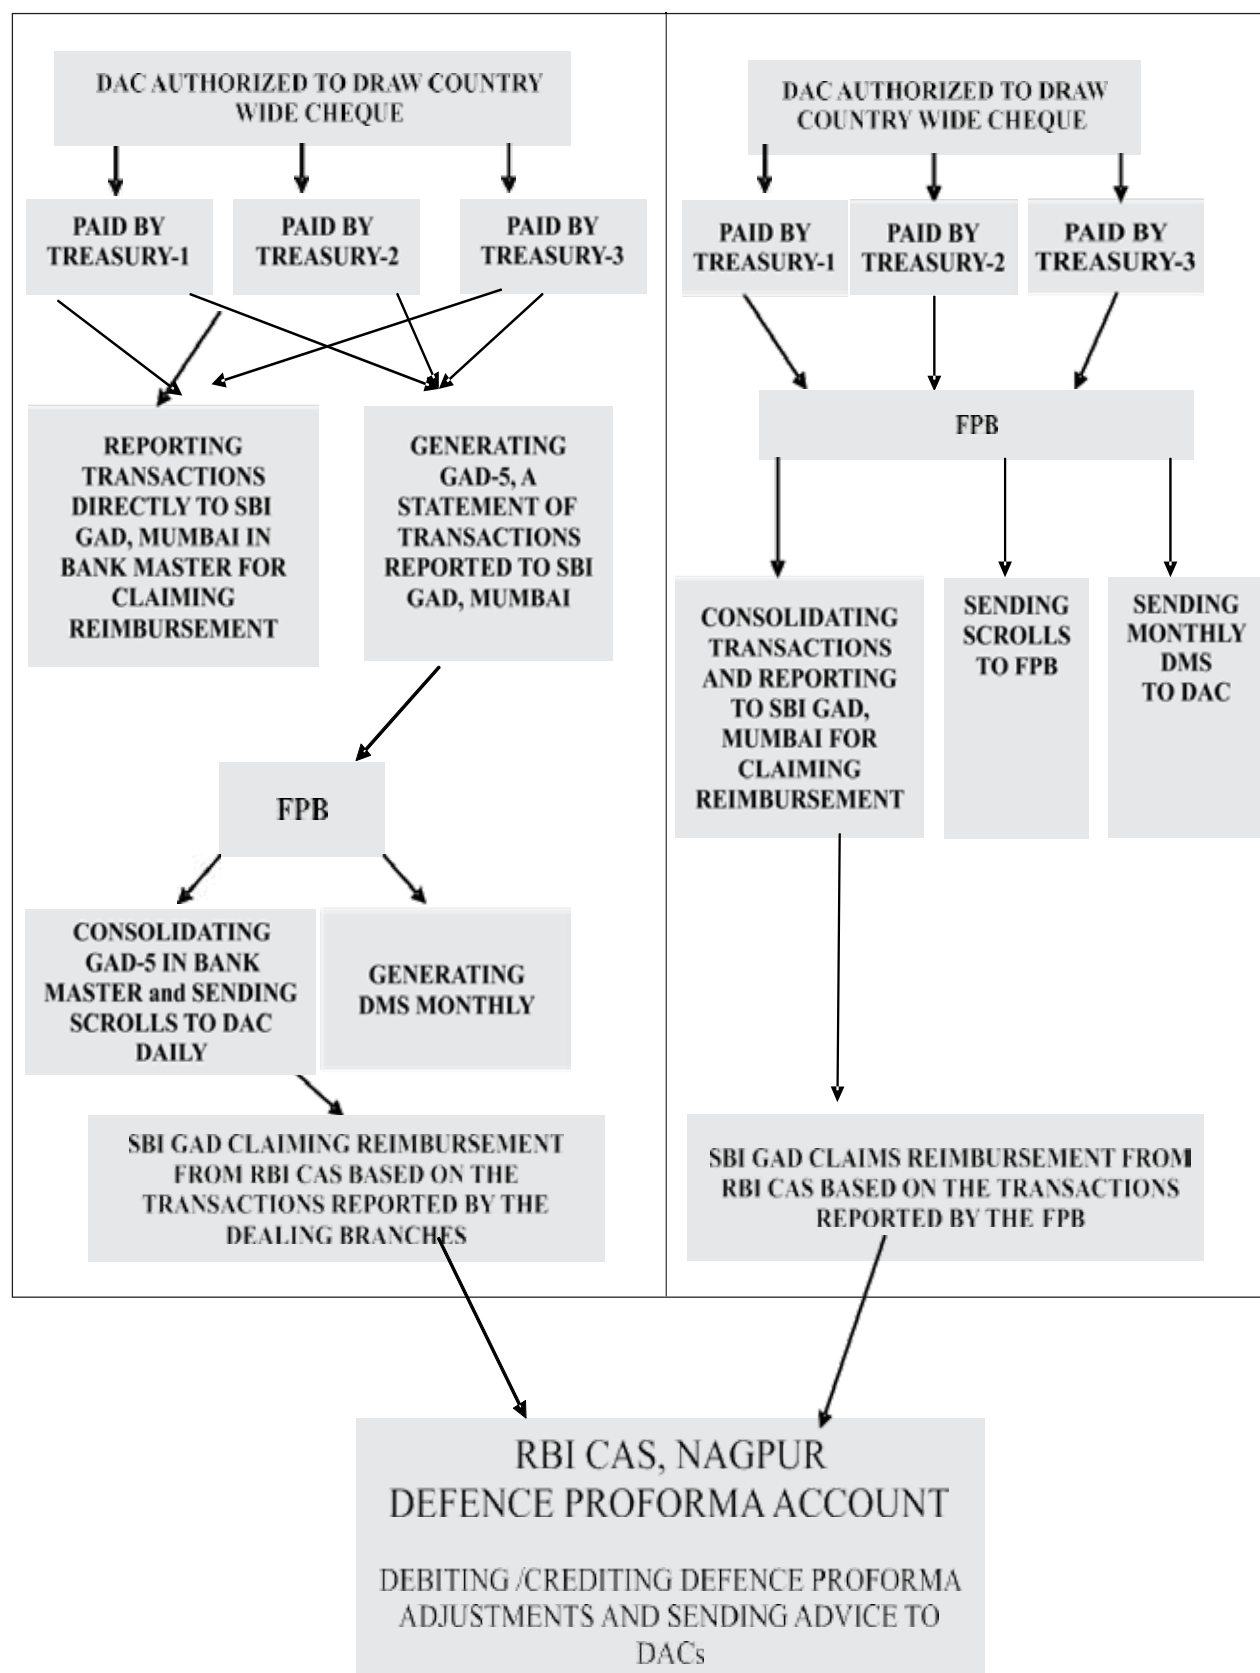 DAC AUTHORIZED TO DRAW COUNTRY
WIDE CHEQUE
PAID BY
TREASURY-1
PAID BY
TREASURY-2
PAID BY
TREASURY-3
REPORTING
TRANSACTIONS
DIRECTLY TO SBI
GAD, MUMBAI IN
BANK MASTER FOR
CLAIMING
REIMBURSEMENT
GENERATING
GAD-5, A
STATEMENT OF
TRANSACTIONS
REPORTED TO SBI
GAD, MUMBAI
FPB
CONSOLIDATING
GAD-5 IN BANK
MASTER and SENDING
SCROLLS TO DAC
DAILY
GENERATING
DMS MONTHLY
SBI GAD CLAIMING REIMBURSEMENT
FROM RBI CAS BASED ON THE
TRANSACTIONS REPORTED BY THE
DEALING BRANCHES
DAC AUTHORIZED TO DRAW
COUNTRY WIDE CHEQUE
PAID BY
TREASURY-1
PAID BY
TREASURY-2
PAID BY
TREASURY-3
FPB
CONSOLIDATING
TRANSACTIONS
AND REPORTING
TO SBI GAD,
MUMBAI FOR
CLAIMING
REIMBURSEMENT
SENDING
SCROLLS
TO FPB
SENDING
MONTHLY
DMS
TO DAC
SBI GAD CLAIMS REIMBURSEMENT FROM
RBI CAS BASED ON THE TRANSACTIONS
REPORTED BY THE FPB
RBI CAS, NAGPUR
DEFENCE PROFORMA ACCOUNT
DEBITING /CREDITING DEFENCE PROFORMA
ADJUSTMENTS AND SENDING ADVICE TO
DACs